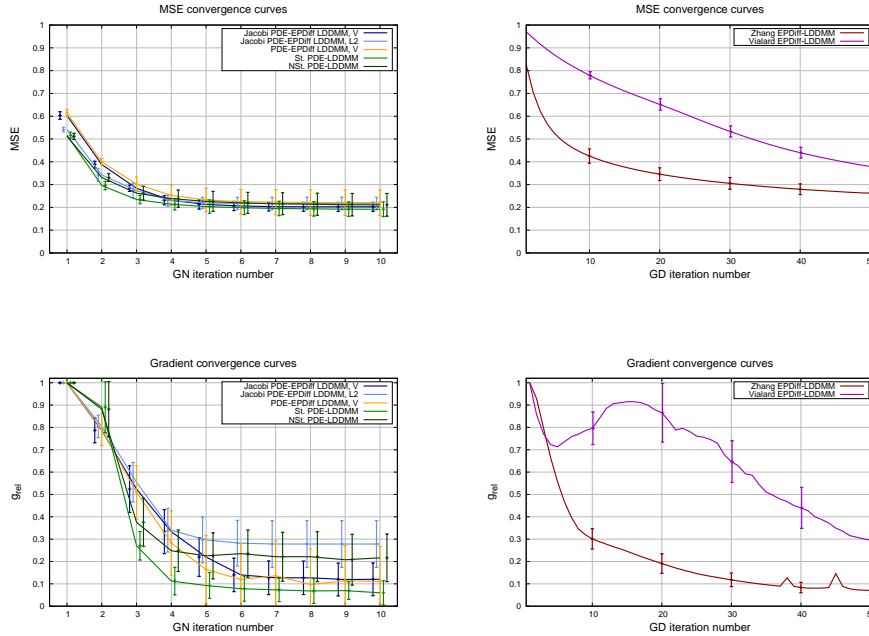 MSE convergence curves
Jacobi PDE-EPDiff LDDMM, V
Jacobi PDE-EPDiff LDDMM, L2
PDE-EPDiff LDDMM, V
St. PDE-LDDMM
NSt. PDE-LDDMM
MSE
1
0.9
0.8
0.7
0.6
0.5
0.4
0.3
0.2
0.1
0
1 2 3 4 5 6 7 8 9 10
GN iteration number
MSE convergence curves
Zhang EPDiff-LDDMM
Vialard EPDiff-LDDMM
MSE
1
0.9
0.8
0.7
0.6
0.5
0.4
0.3
0.2
0.1
0
10 20 30 40 5
GD iteration number
Gradient convergence curves
Jacobi PDE-EPDiff LDDMM, V
Jacobi PDE-EPDiff LDDMM, L2
PDE-EPDiff LDDMM, V
St. PDE-LDDMM
NSt. PDE-LDDMM
grel
1
0.9
0.8
0.7
0.6
0.5
0.4
0.3
0.2
0.1
0
1 2 3 4 5 6 7 8 9 10
GN iteration number
Gradient convergence curves
Zhang EPDiff-LDDMM
Vialard EPDiff-LDDMM
grel
1
0.9
0.8
0.7
0.6
0.5
0.4
0.3
0.2
0.1
0
10 20 30 40 5
GD iteration number